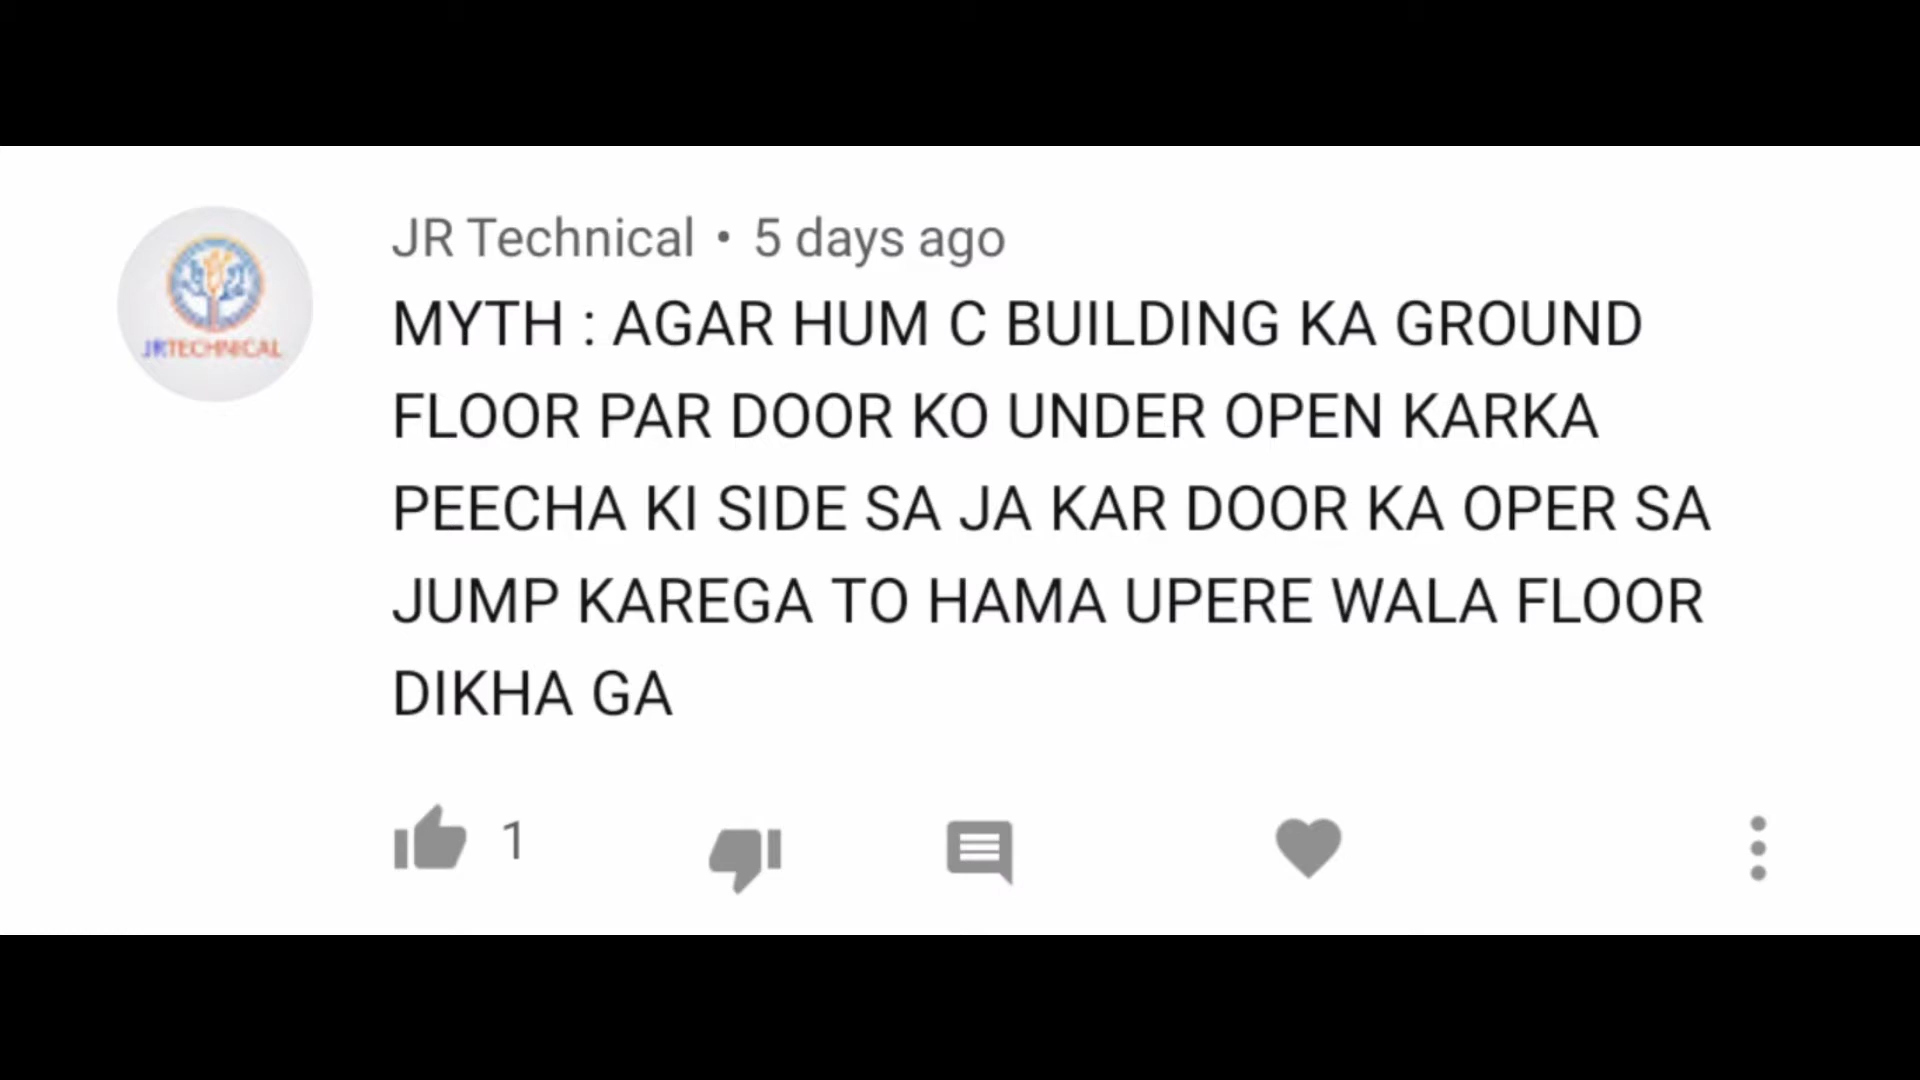 JR Technical • 5 days ago
MYTH : AGAR HUM C BUILDING KA GROUND
FLOOR PAR DOOR KO UNDER OPEN KARKA
PEECHA KI SIDE SA JA KAR DOOR KA OPER SA
JUMP KAREGA TO HAMA UPERE WALA FLOOR
DIKHA GA
JRTECHNICAL
1